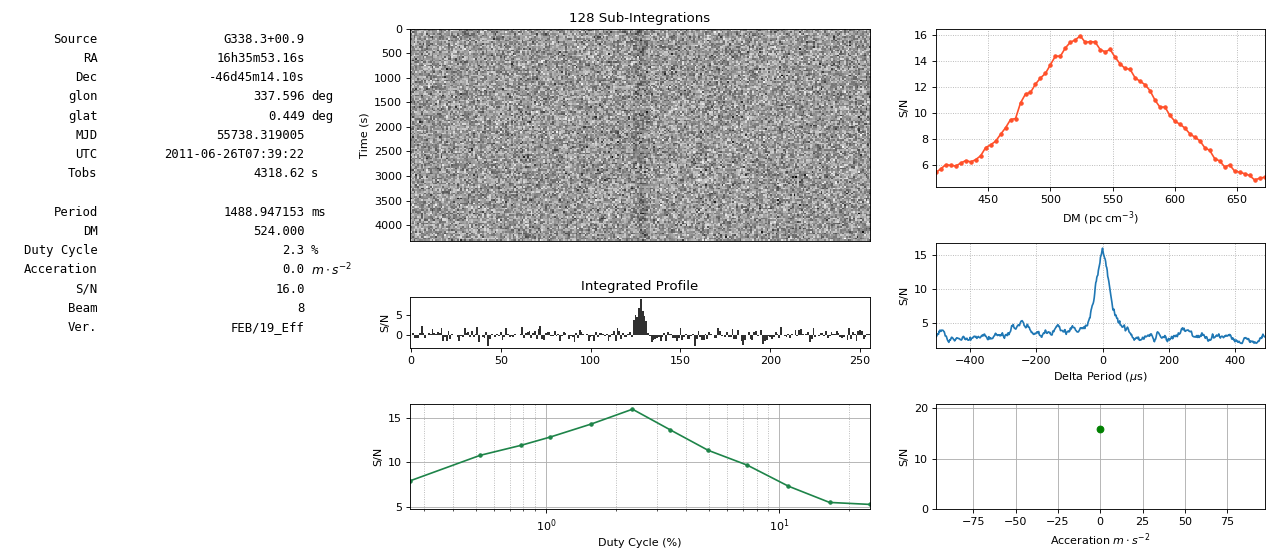 Source G338.3+00.9
RA 16h35m53.16s
Dec -46d45m14.10s
glon 337.596 deg
glat 0.449 deg
MJD 55738.319005
UTC 2011-06-26T07:39:22
Tobs 4318.62 s
Period 1488.947153 ms
DM 524.000
Duty Cycle 2.3 %
Acceration 0.0 m · s⁻²
S/N 16.0
Beam 8
Ver. FEB/19_Eff
128 Sub-Integrations
0
500
1000
1500
2000
2500
3000
3500
4000
Time (s)
Integrated Profile
5
0
S/N
0 50 100 150 200 250
15
10
5
S/N
10⁰ 10¹
Duty Cycle (%)
16
14
12
10
8
6
S/N
450 500 550 600 650
DM (pc cm⁻³)
15
10
5
S/N
−400 −200 0 200 400
Delta Period (μs)
20
10
0
S/N
−75 −50 −25 0 25 50 75
Acceration m · s⁻²